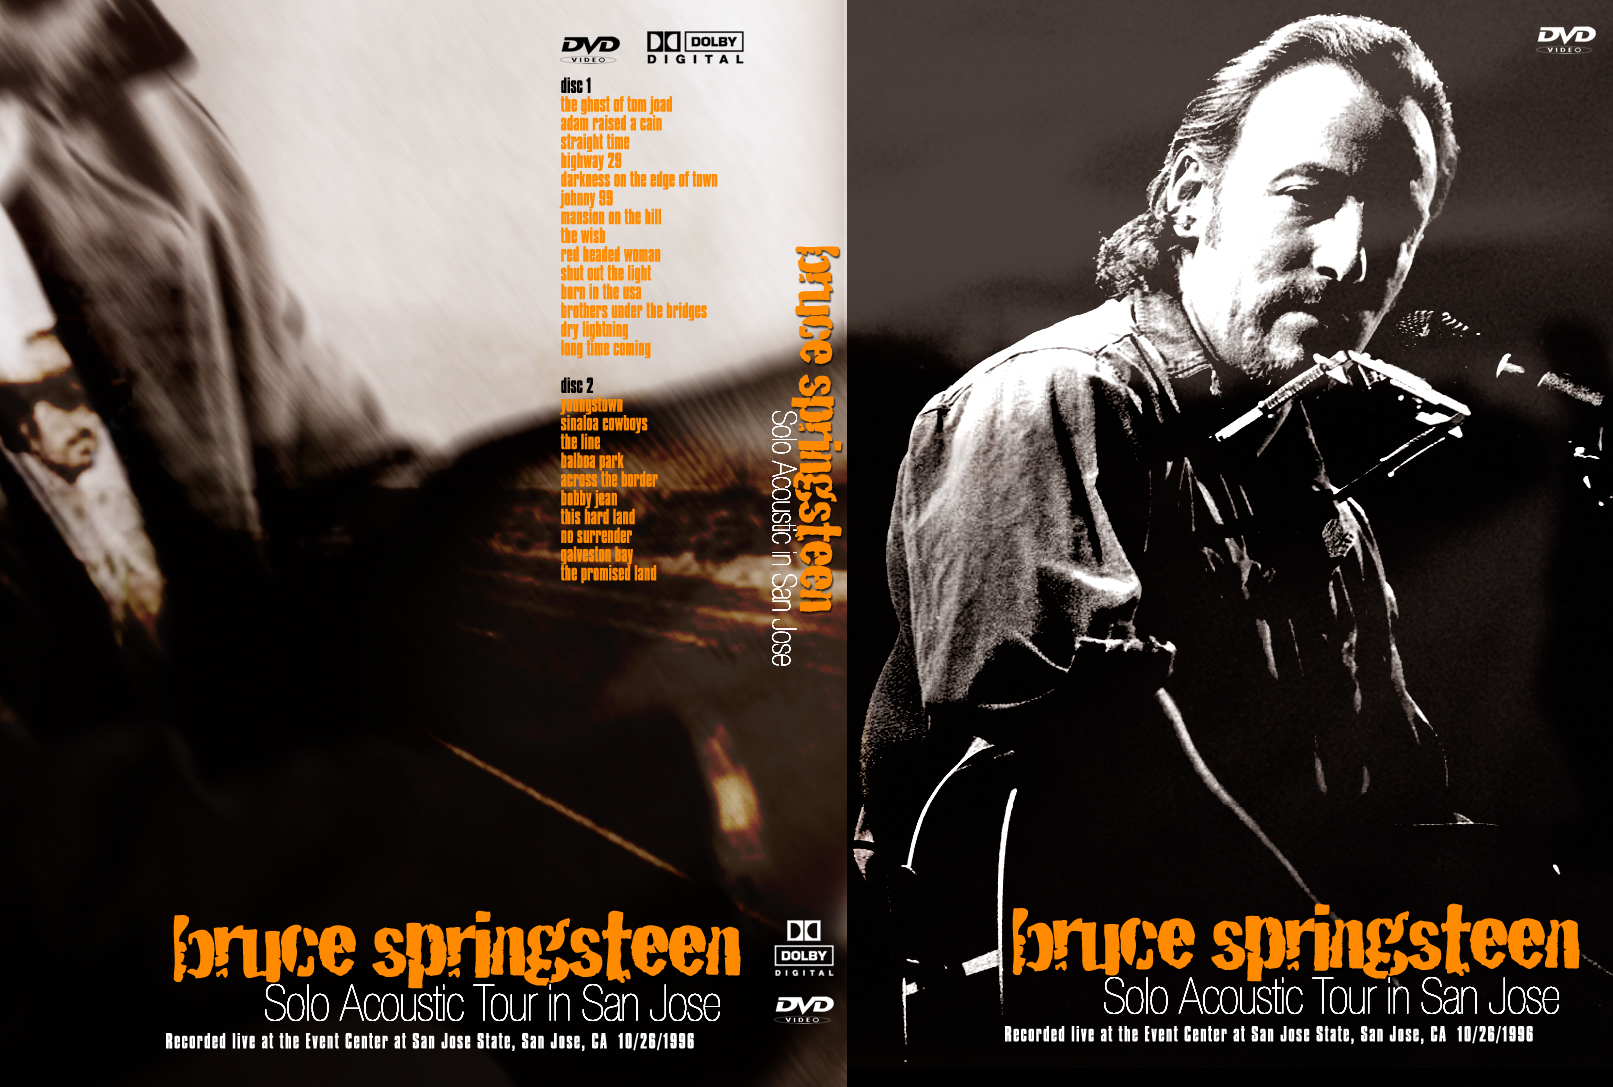 DVD
VIDEO
DOLBY
DIGITAL
disc 1
the ghost of tom joad
adam raised a cain
straight time
highway 29
darkness on the edge of town
johnny 99
mansion on the hill
the wish
red headed woman
shut out the light
born in the usa
brothers under the bridges
dry lightning
long time coming
disc 2
youngstown
sinaloa cowboys
the line
balboa park
across the border
bobby jean
this hard land
no surrender
galveston bay
the promised land
bruce springsteen
Solo Acoustic Tour in San Jose
Recorded live at the Event Center at San Jose State, San Jose, CA 10/26/1996
bruce springsteen
Solo Acoustic in San Jose
DOLBY
DIGITAL
DVD
VIDEO
DVD
VIDEO
bruce springsteen
Solo Acoustic Tour in San Jose
Recorded live at the Event Center at San Jose State, San Jose, CA 10/26/1996